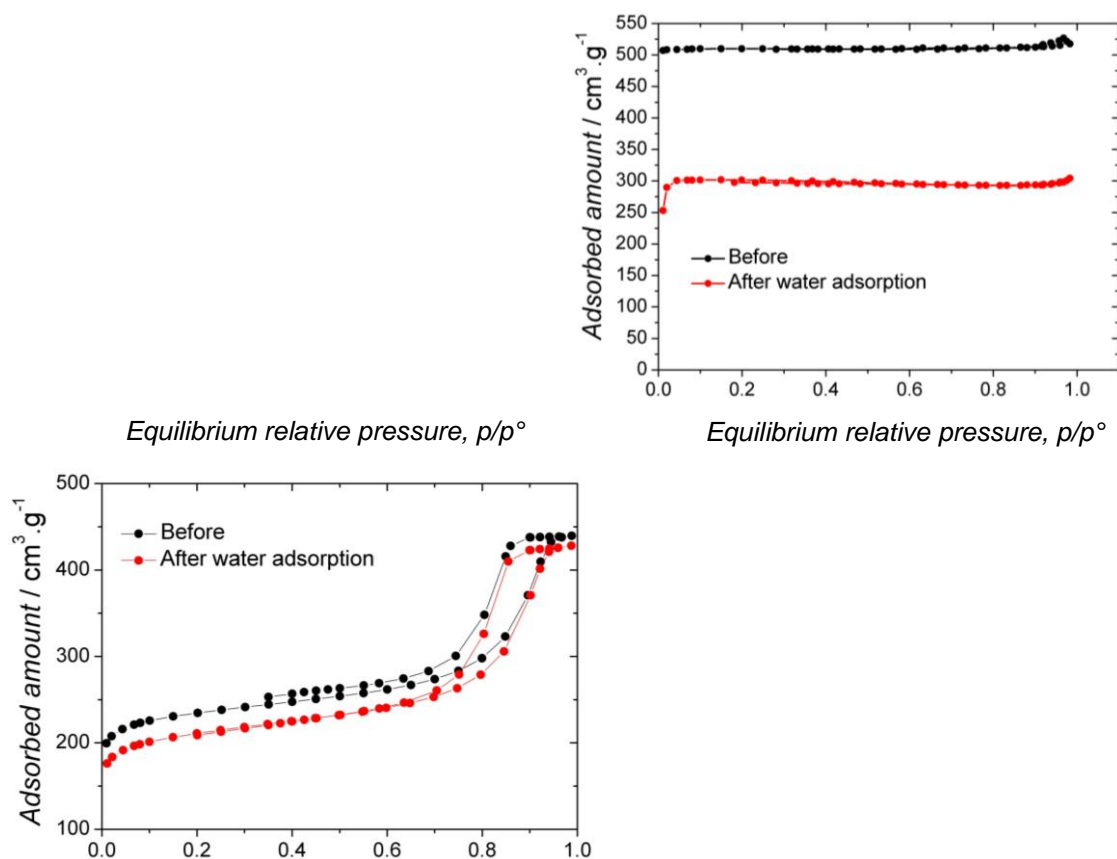 550
500
450
400
350
300
250
200
150
100
50
0
Adsorbed amount / cm³.g⁻¹
Before
After water adsorption
0.0 0.2 0.4 0.6 0.8 1.0
Equilibrium relative pressure, p/p°
Equilibrium relative pressure, p/p°
500
400
300
200
100
Adsorbed amount / cm³.g⁻¹
Before
After water adsorption
0.0 0.2 0.4 0.6 0.8 1.0